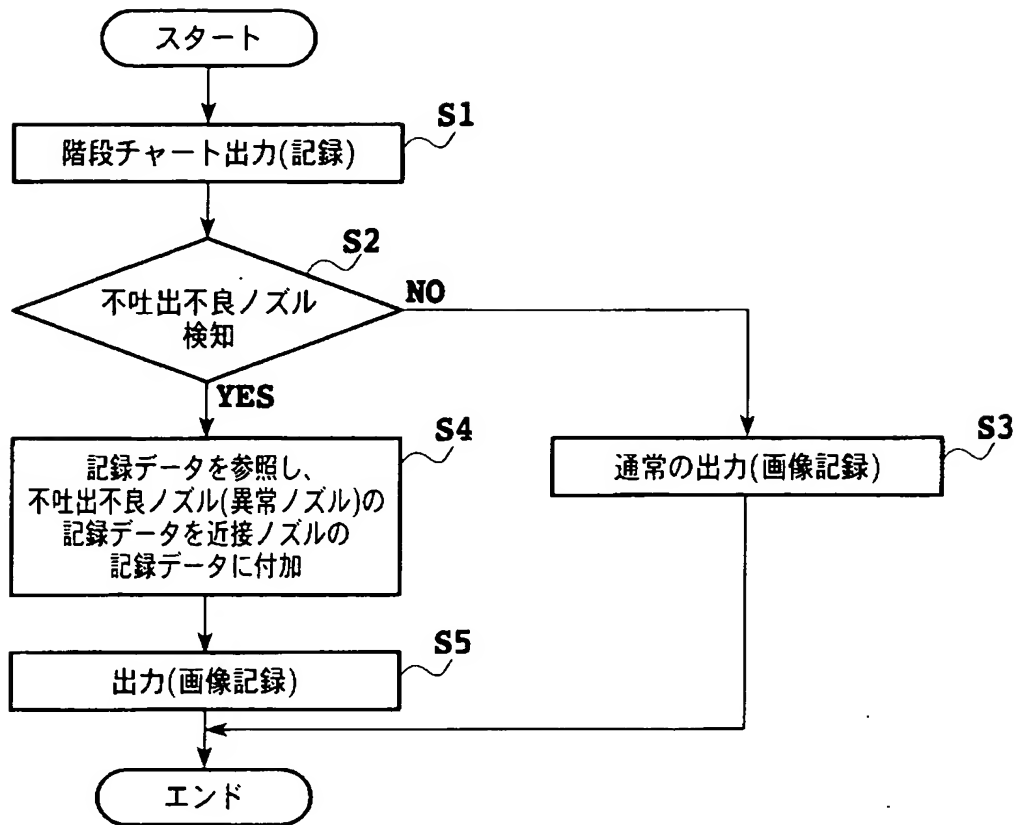 スタート
S1
階段チャート出力(記録)
S2
不吐出不良ノズル
検知
NO
YES
S4
記録データを参照し、
不吐出不良ノズル(異常ノズル)の
記録データを近接ノズルの
記録データに付加
S3
通常の出力(画像記録)
S5
出力(画像記録)
エンド